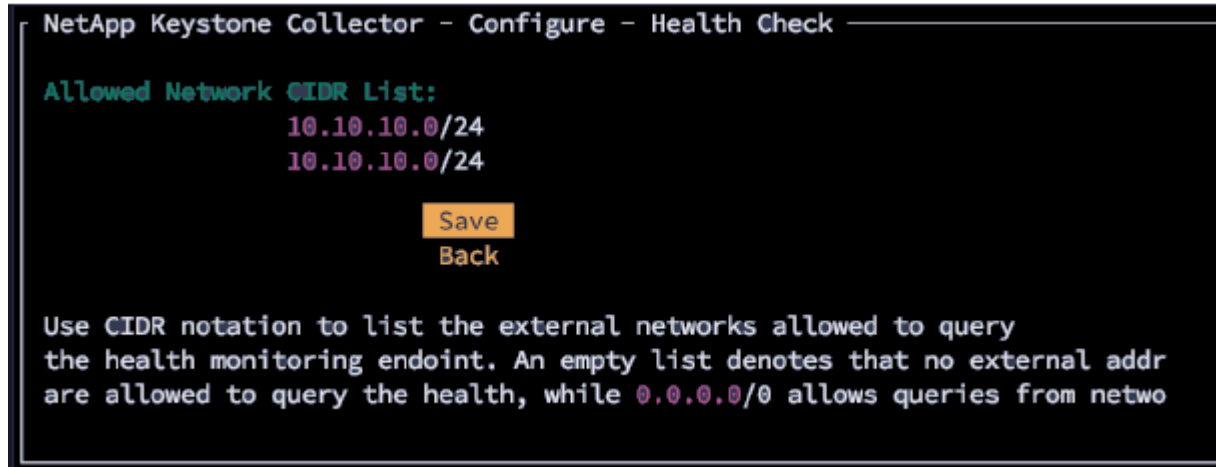 NetApp Keystone Collector - Configure - Health Check
Allowed Network CIDR List:
10.10.10.0/24
10.10.10.0/24
Save
Back
Use CIDR notation to list the external networks allowed to query
the health monitoring endoint. An empty list denotes that no external addr
are allowed to query the health, while 0.0.0.0/0 allows queries from netwo